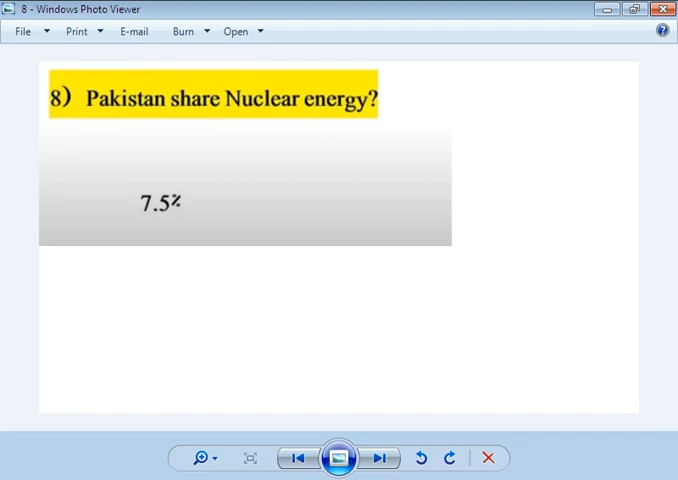 8 - Windows Photo Viewer
File Print E-mail Burn Open
8) Pakistan share Nuclear energy?
7.5%